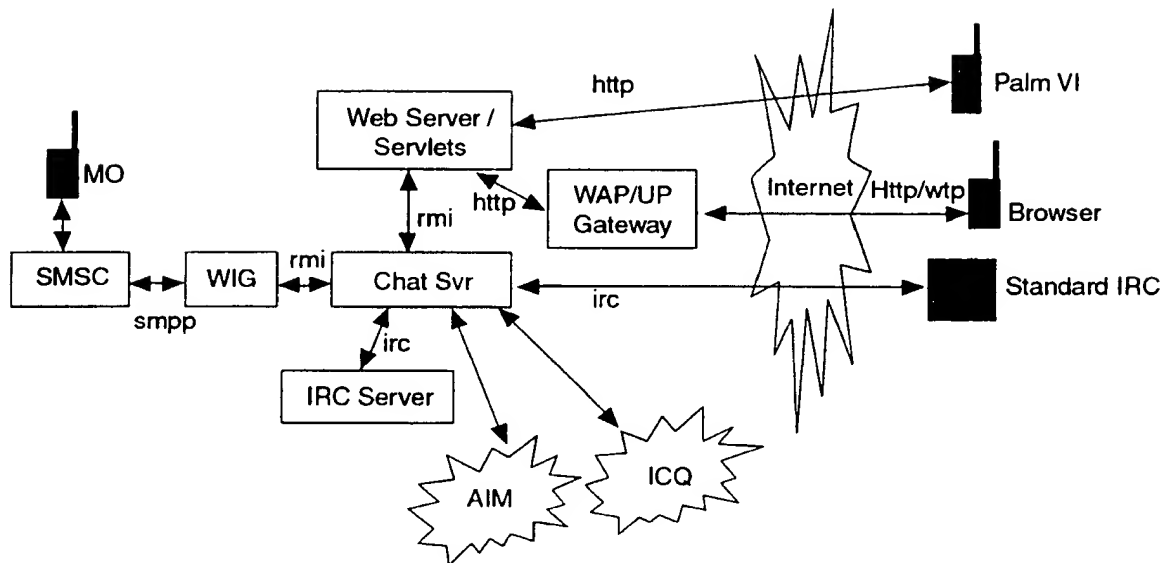 http
Palm VI
Web Server /
Servlets
MO
http
WAP/UP
Gateway
Internet
Http/wtp
Browser
rmi
SMSC
smpp
WIG
rmi
Chat Svr
irc
Standard IRC
irc
IRC Server
AIM
ICQ